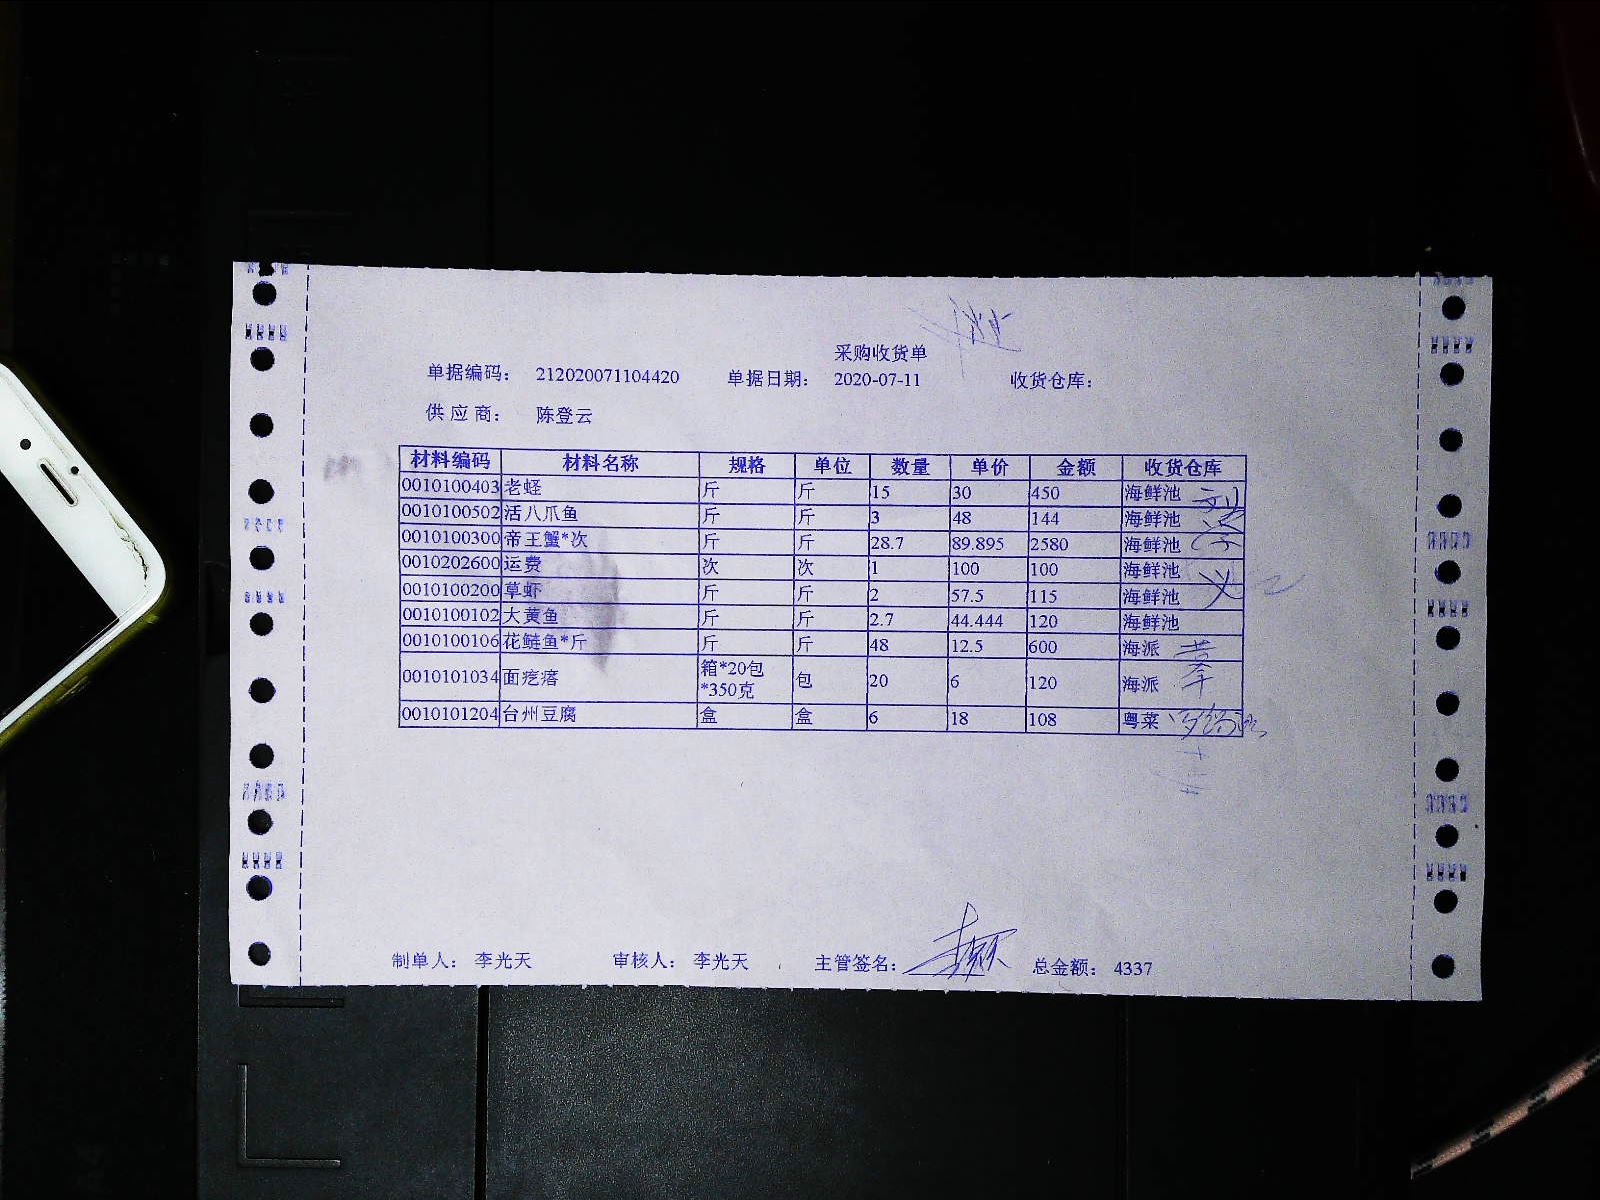 采购收货单
单据编码： 212020071104420 单据日期： 2020-07-11 收货仓库：
供 应 商： 陈登云
材料编码 材料名称 规格 单位 数量 单价 金额 收货仓库
0010100403 老蛏 斤 斤 15 30 450 海鲜池
0010100502 活八爪鱼 斤 斤 3 48 144 海鲜池
0010100300 帝王蟹*次 斤 斤 28.7 89.895 2580 海鲜池
0010202600 运费 次 次 1 100 100 海鲜池
0010100200 草虾 斤 斤 2 57.5 115 海鲜池
0010100102 大黄鱼 斤 斤 2.7 44.444 120 海鲜池
0010100106 花鲢鱼*斤 斤 斤 48 12.5 600 海派
0010101034 面疙瘩 箱*20包*350克 包 20 6 120 海派
0010101204 台州豆腐 盒 盒 6 18 108 粤菜
制单人： 李光天 审核人： 李光天 主管签名： 总金额： 4337